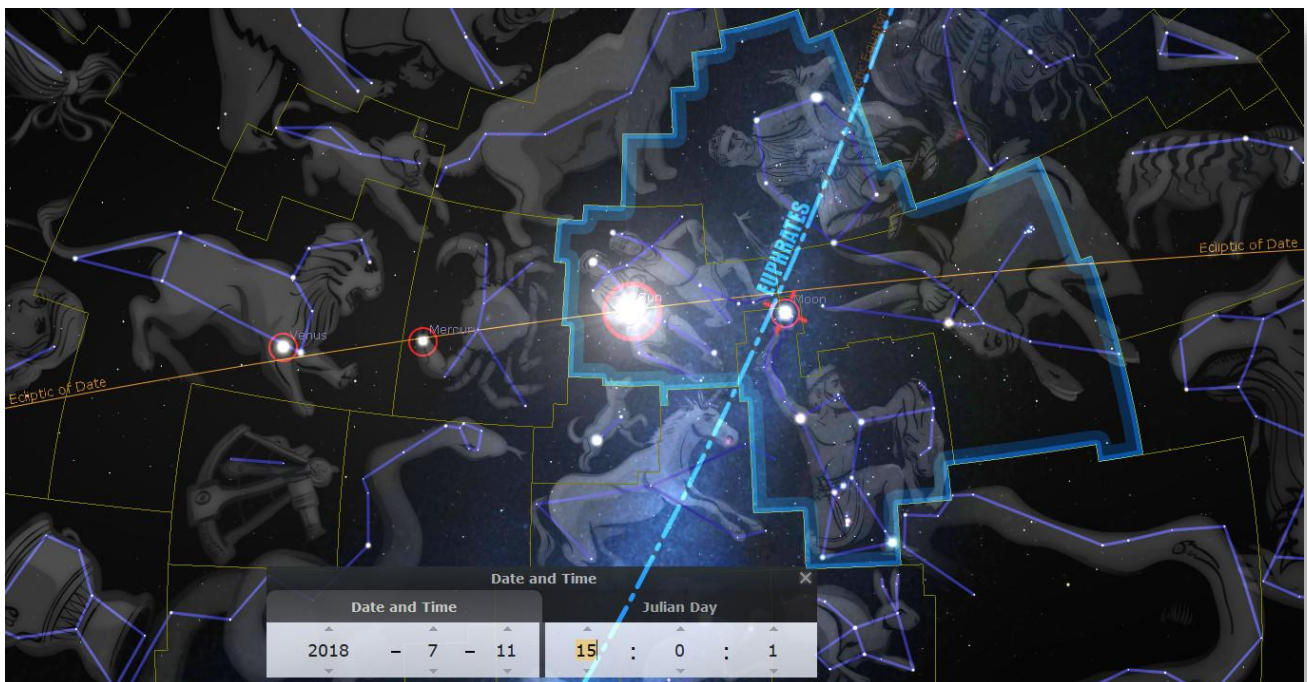 EUPHRATES
Ecliptic of Date
Sun
Moon
Venus
Mercury
Ecliptic of Date
Date and Time
Date and Time
Julian Day
2018 - 7 - 11 15 : 0 : 1